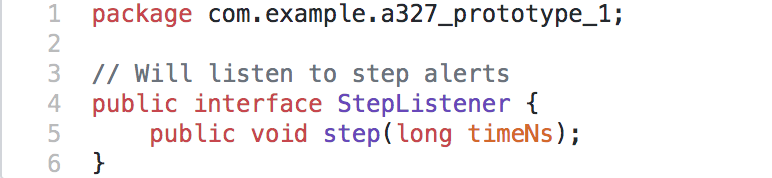 1 package com.example.a327_prototype_1;
2
3 // Will listen to step alerts
4 public interface StepListener {
5     public void step(long timeNs);
6 }